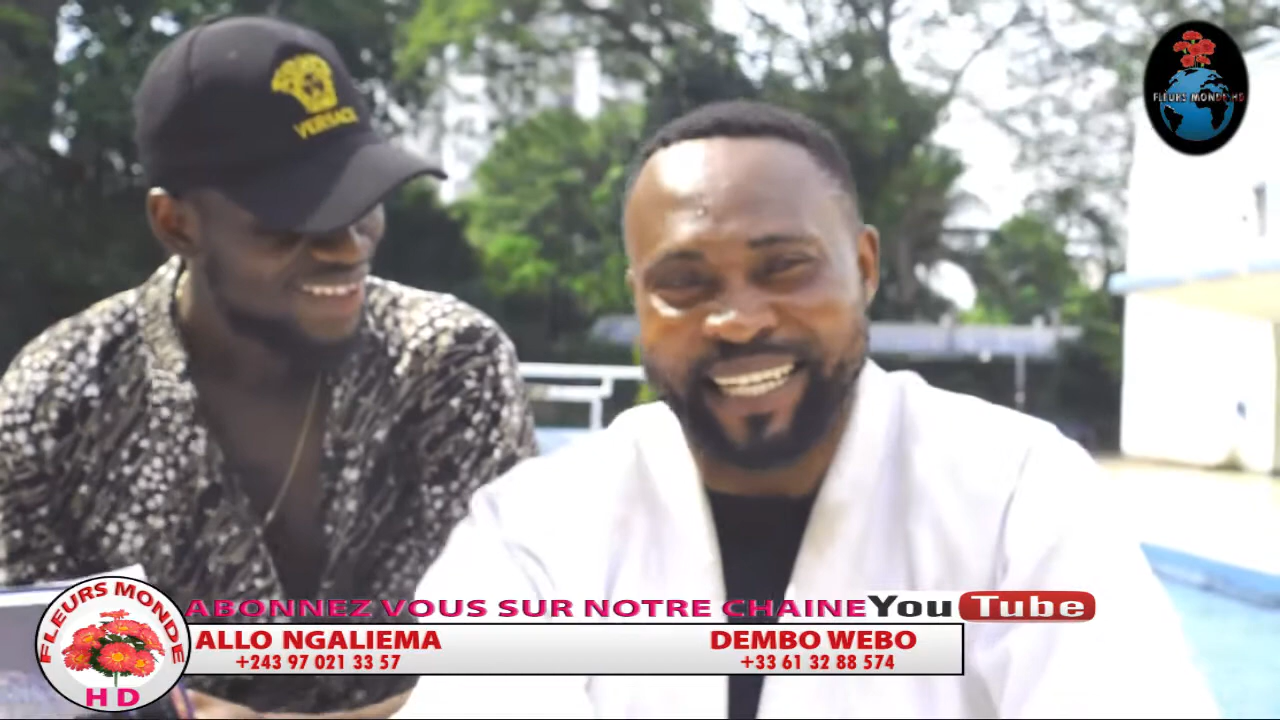 VERSACE
FLEURS MONDE HD
ABONNEZ VOUS SUR NOTRE CHAINE YouTube
FLEURS MONDE
HD
ALLO NGALIEMA
DEMBO WEBO
+243 97 021 33 57
+33 61 32 88 574